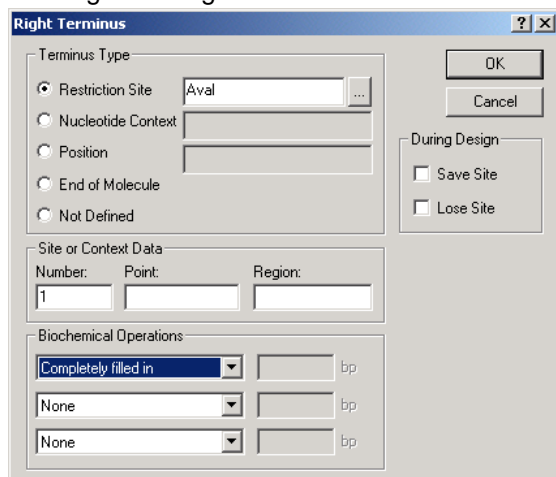 Right Terminus
Terminus Type
Restriction Site AvaI ...
Nucleotide Context
Position
End of Molecule
Not Defined
OK
Cancel
During Design
Save Site
Lose Site
Site or Context Data
Number: Point: Region:
1
Biochemical Operations
Completely filled in bp
None bp
None bp